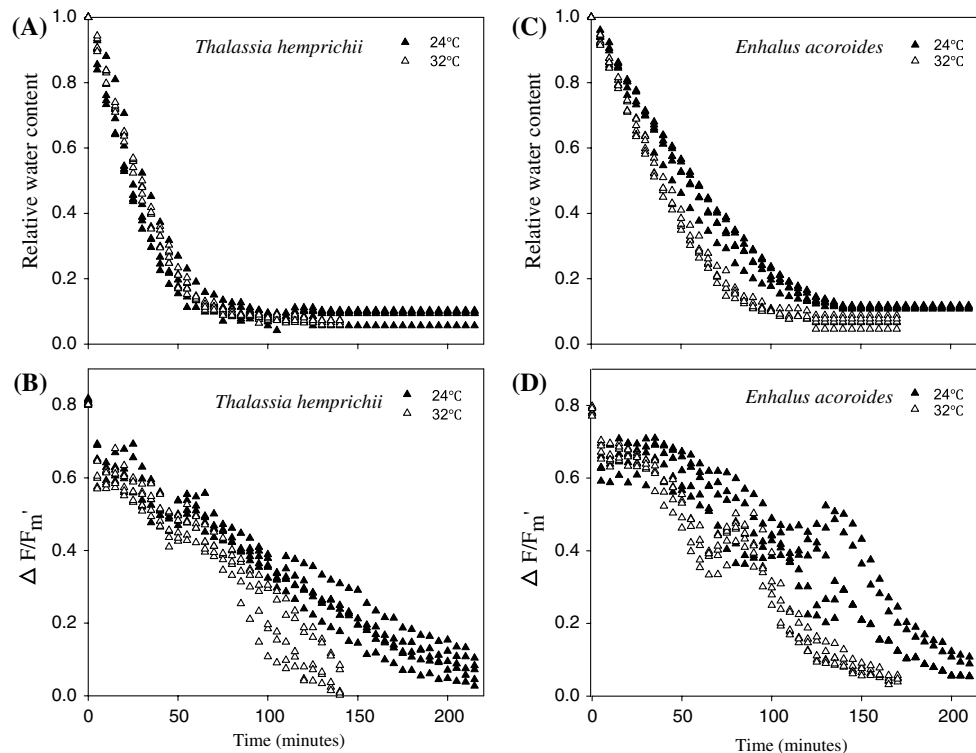 (A)
Thalassia hemprichii
24°C
32°C
Relative water content
1.0
0.8
0.6
0.4
0.2
0.0
(C)
Enhalus acoroides
24°C
32°C
Relative water content
1.0
0.8
0.6
0.4
0.2
0.0
(B)
Thalassia hemprichii
24°C
32°C
Δ F/Fm'
0.8
0.6
0.4
0.2
0.0
0 50 100 150 200
Time (minutes)
(D)
Enhalus acoroides
24°C
32°C
Δ F/Fm'
0.8
0.6
0.4
0.2
0.0
0 50 100 150 200
Time (minutes)